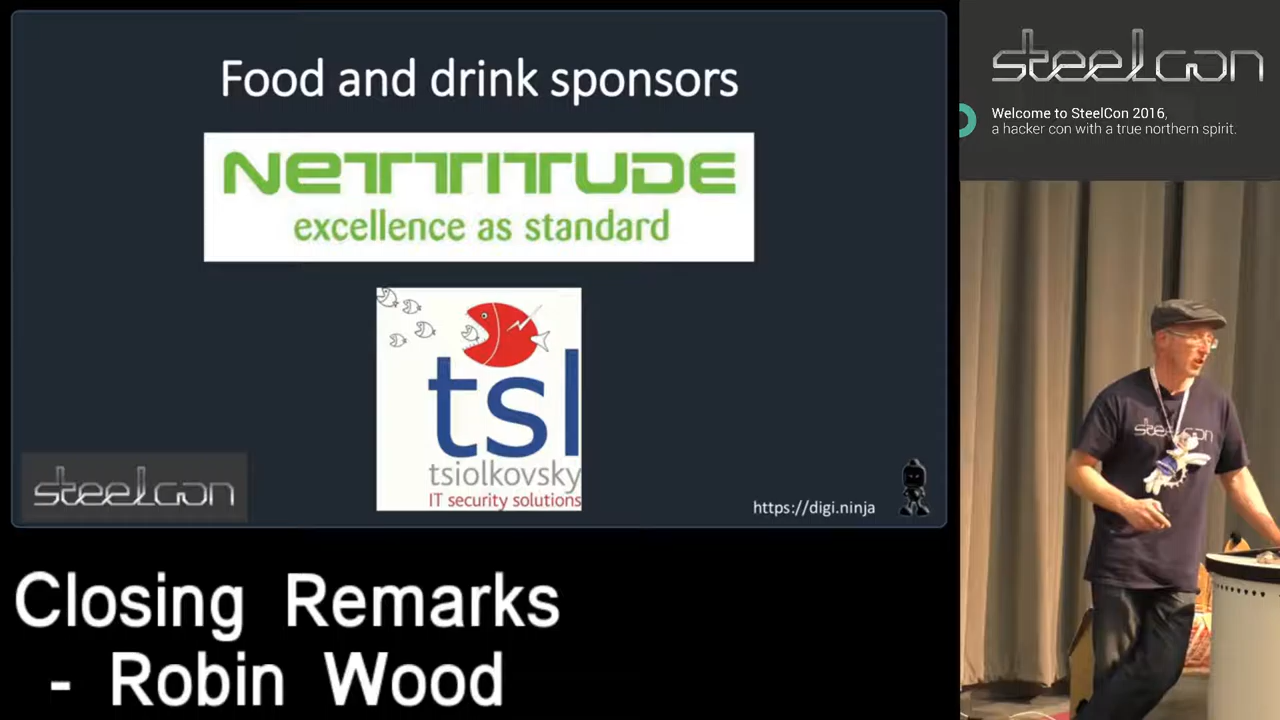 Food and drink sponsors
NETTITUDE
excellence as standard
tsl
tsiolkovsky
IT security solutions
steelcon
https://digi.ninja
Closing Remarks
- Robin Wood
steelcon
Welcome to SteelCon 2016,
a hacker con with a true northern spirit.
steelcon